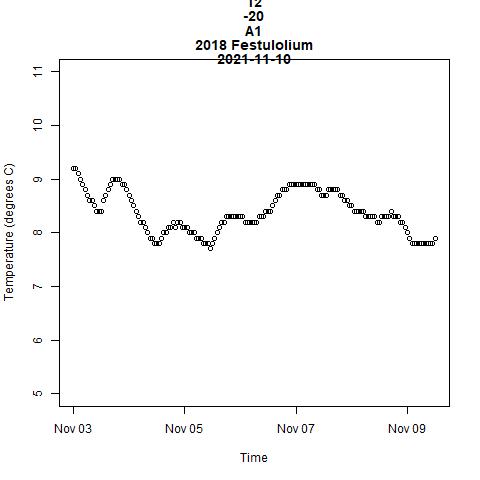 T2
-20
A1
2018 Festulolium
2021-11-10
11
10
9
8
7
6
5
Temperature (degrees C)
Nov 03 Nov 05 Nov 07 Nov 09
Time